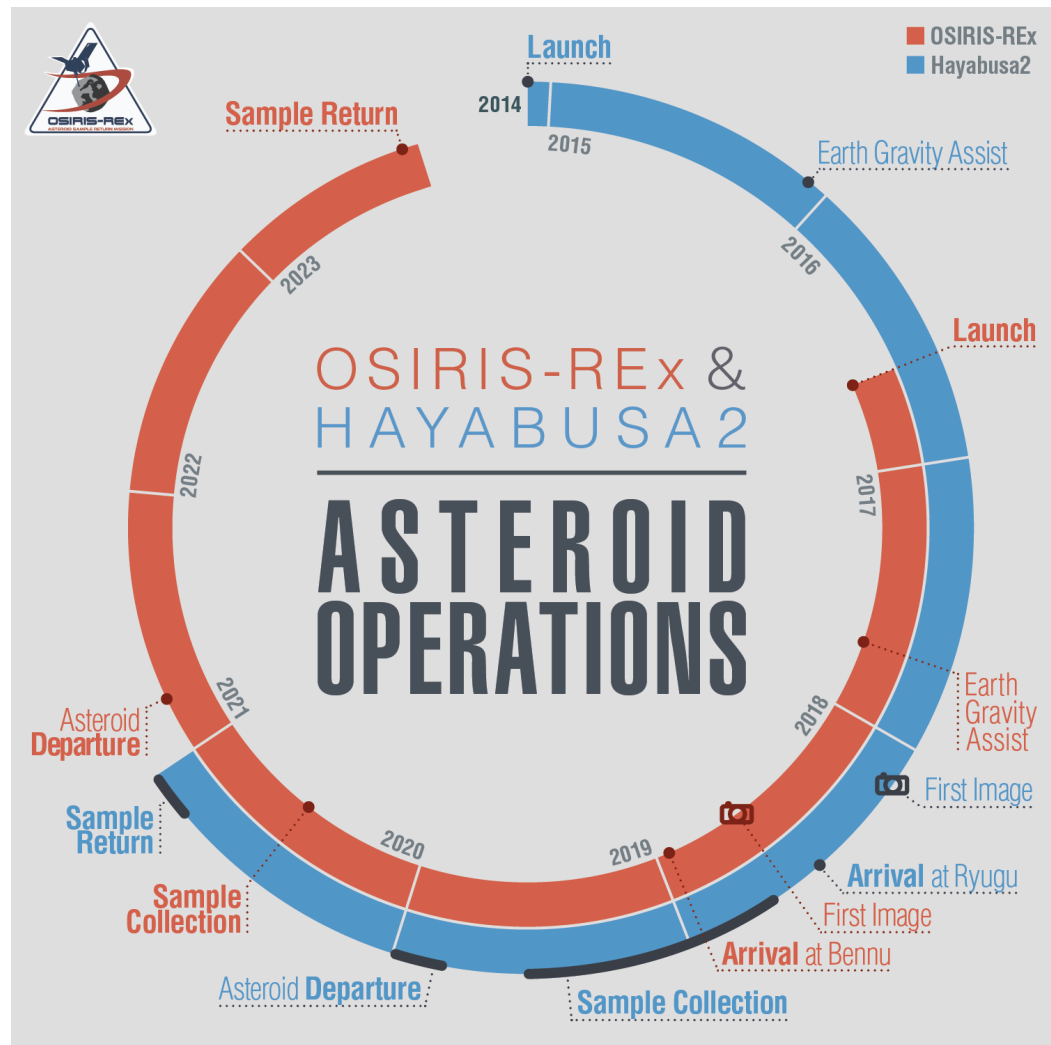 OSIRIS-REx
ASTEROID SAMPLE RETURN MISSION
OSIRIS-REx
Hayabusa2
Launch
2014
2015
Earth Gravity Assist
2016
Launch
2017
Earth
Gravity
Assist
2018
First Image
Arrival at Ryugu
First Image
2019
Arrival at Bennu
Sample Collection
2020
Asteroid Departure
Sample
Collection
Sample
Return
2021
Asteroid
Departure
2022
2023
Sample Return
OSIRIS-REx &
HAYABUSA2
ASTEROID
OPERATIONS